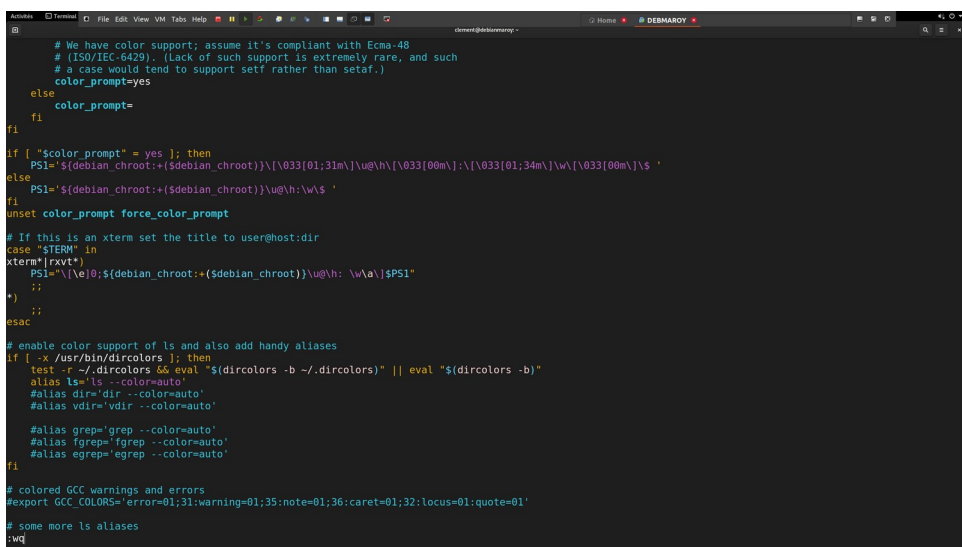 Activités Terminal File Edit View VM Tabs Help Home DEBMAROY
clement@debianmaroy: ~
# We have color support; assume it's compliant with Ecma-48
# (ISO/IEC-6429). (Lack of such support is extremely rare, and such
# a case would tend to support setf rather than setaf.)
color_prompt=yes
else
color_prompt=
fi
fi
if [ "$color_prompt" = yes ]; then
PS1='${debian_chroot:+($debian_chroot)}\[\033[01;31m\]\u@\h\[\033[00m\]:\[\033[01;34m\]\w\[\033[00m\]\$ '
else
PS1='${debian_chroot:+($debian_chroot)}\u@\h:\w\$ '
fi
unset color_prompt force_color_prompt
# If this is an xterm set the title to user@host:dir
case "$TERM" in
xterm*|rxvt*)
PS1="\[\e]0;${debian_chroot:+($debian_chroot)}\u@\h: \w\a\]$PS1"
;;
*)
;;
esac
# enable color support of ls and also add handy aliases
if [ -x /usr/bin/dircolors ]; then
test -r ~/.dircolors && eval "$(dircolors -b ~/.dircolors)" || eval "$(dircolors -b)"
alias ls='ls --color=auto'
#alias dir='dir --color=auto'
#alias vdir='vdir --color=auto'
#alias grep='grep --color=auto'
#alias fgrep='fgrep --color=auto'
#alias egrep='egrep --color=auto'
fi
# colored GCC warnings and errors
#export GCC_COLORS='error=01;31:warning=01;35:note=01;36:caret=01;32:locus=01:quote=01'
# some more ls aliases
:wq